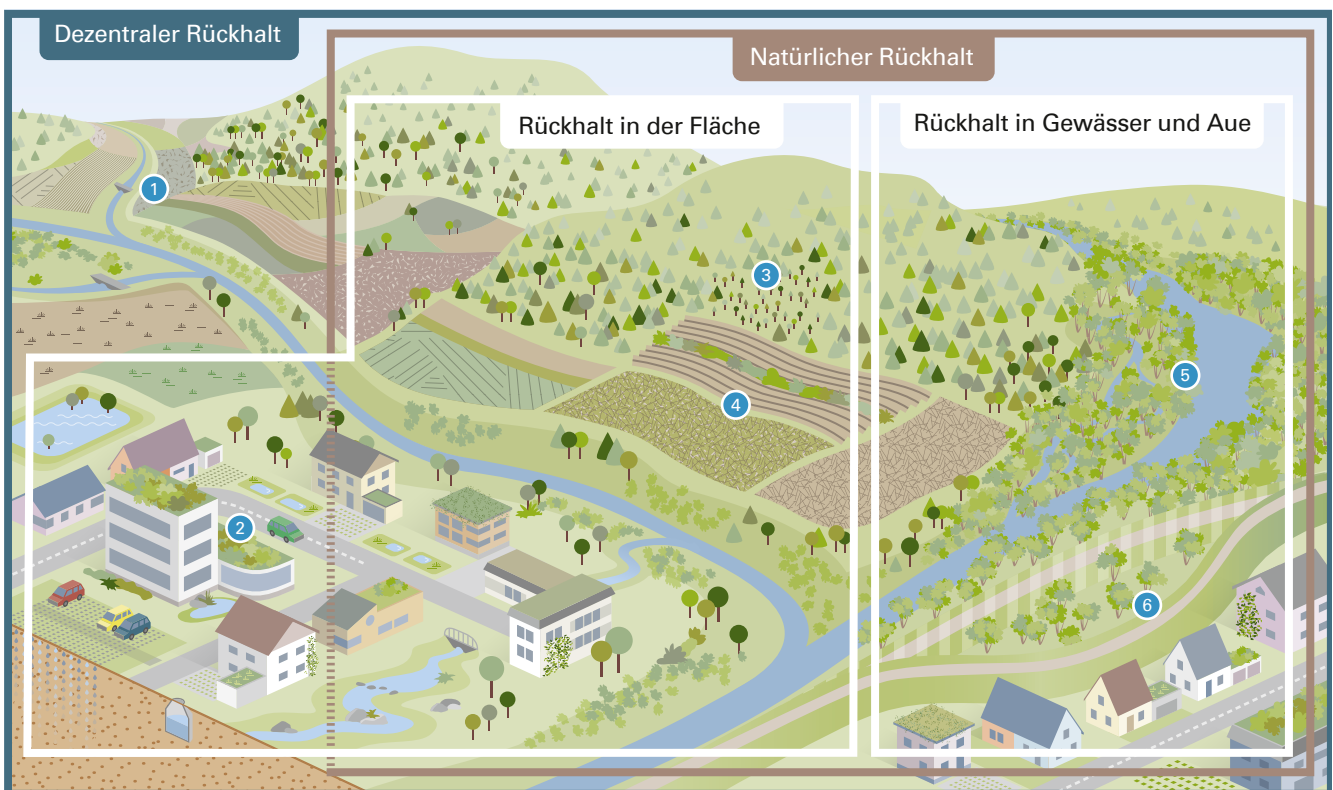 Dezentraler Rückhalt
Natürlicher Rückhalt
Rückhalt in der Fläche
Rückhalt in Gewässer und Aue
1
2
3
4
5
6